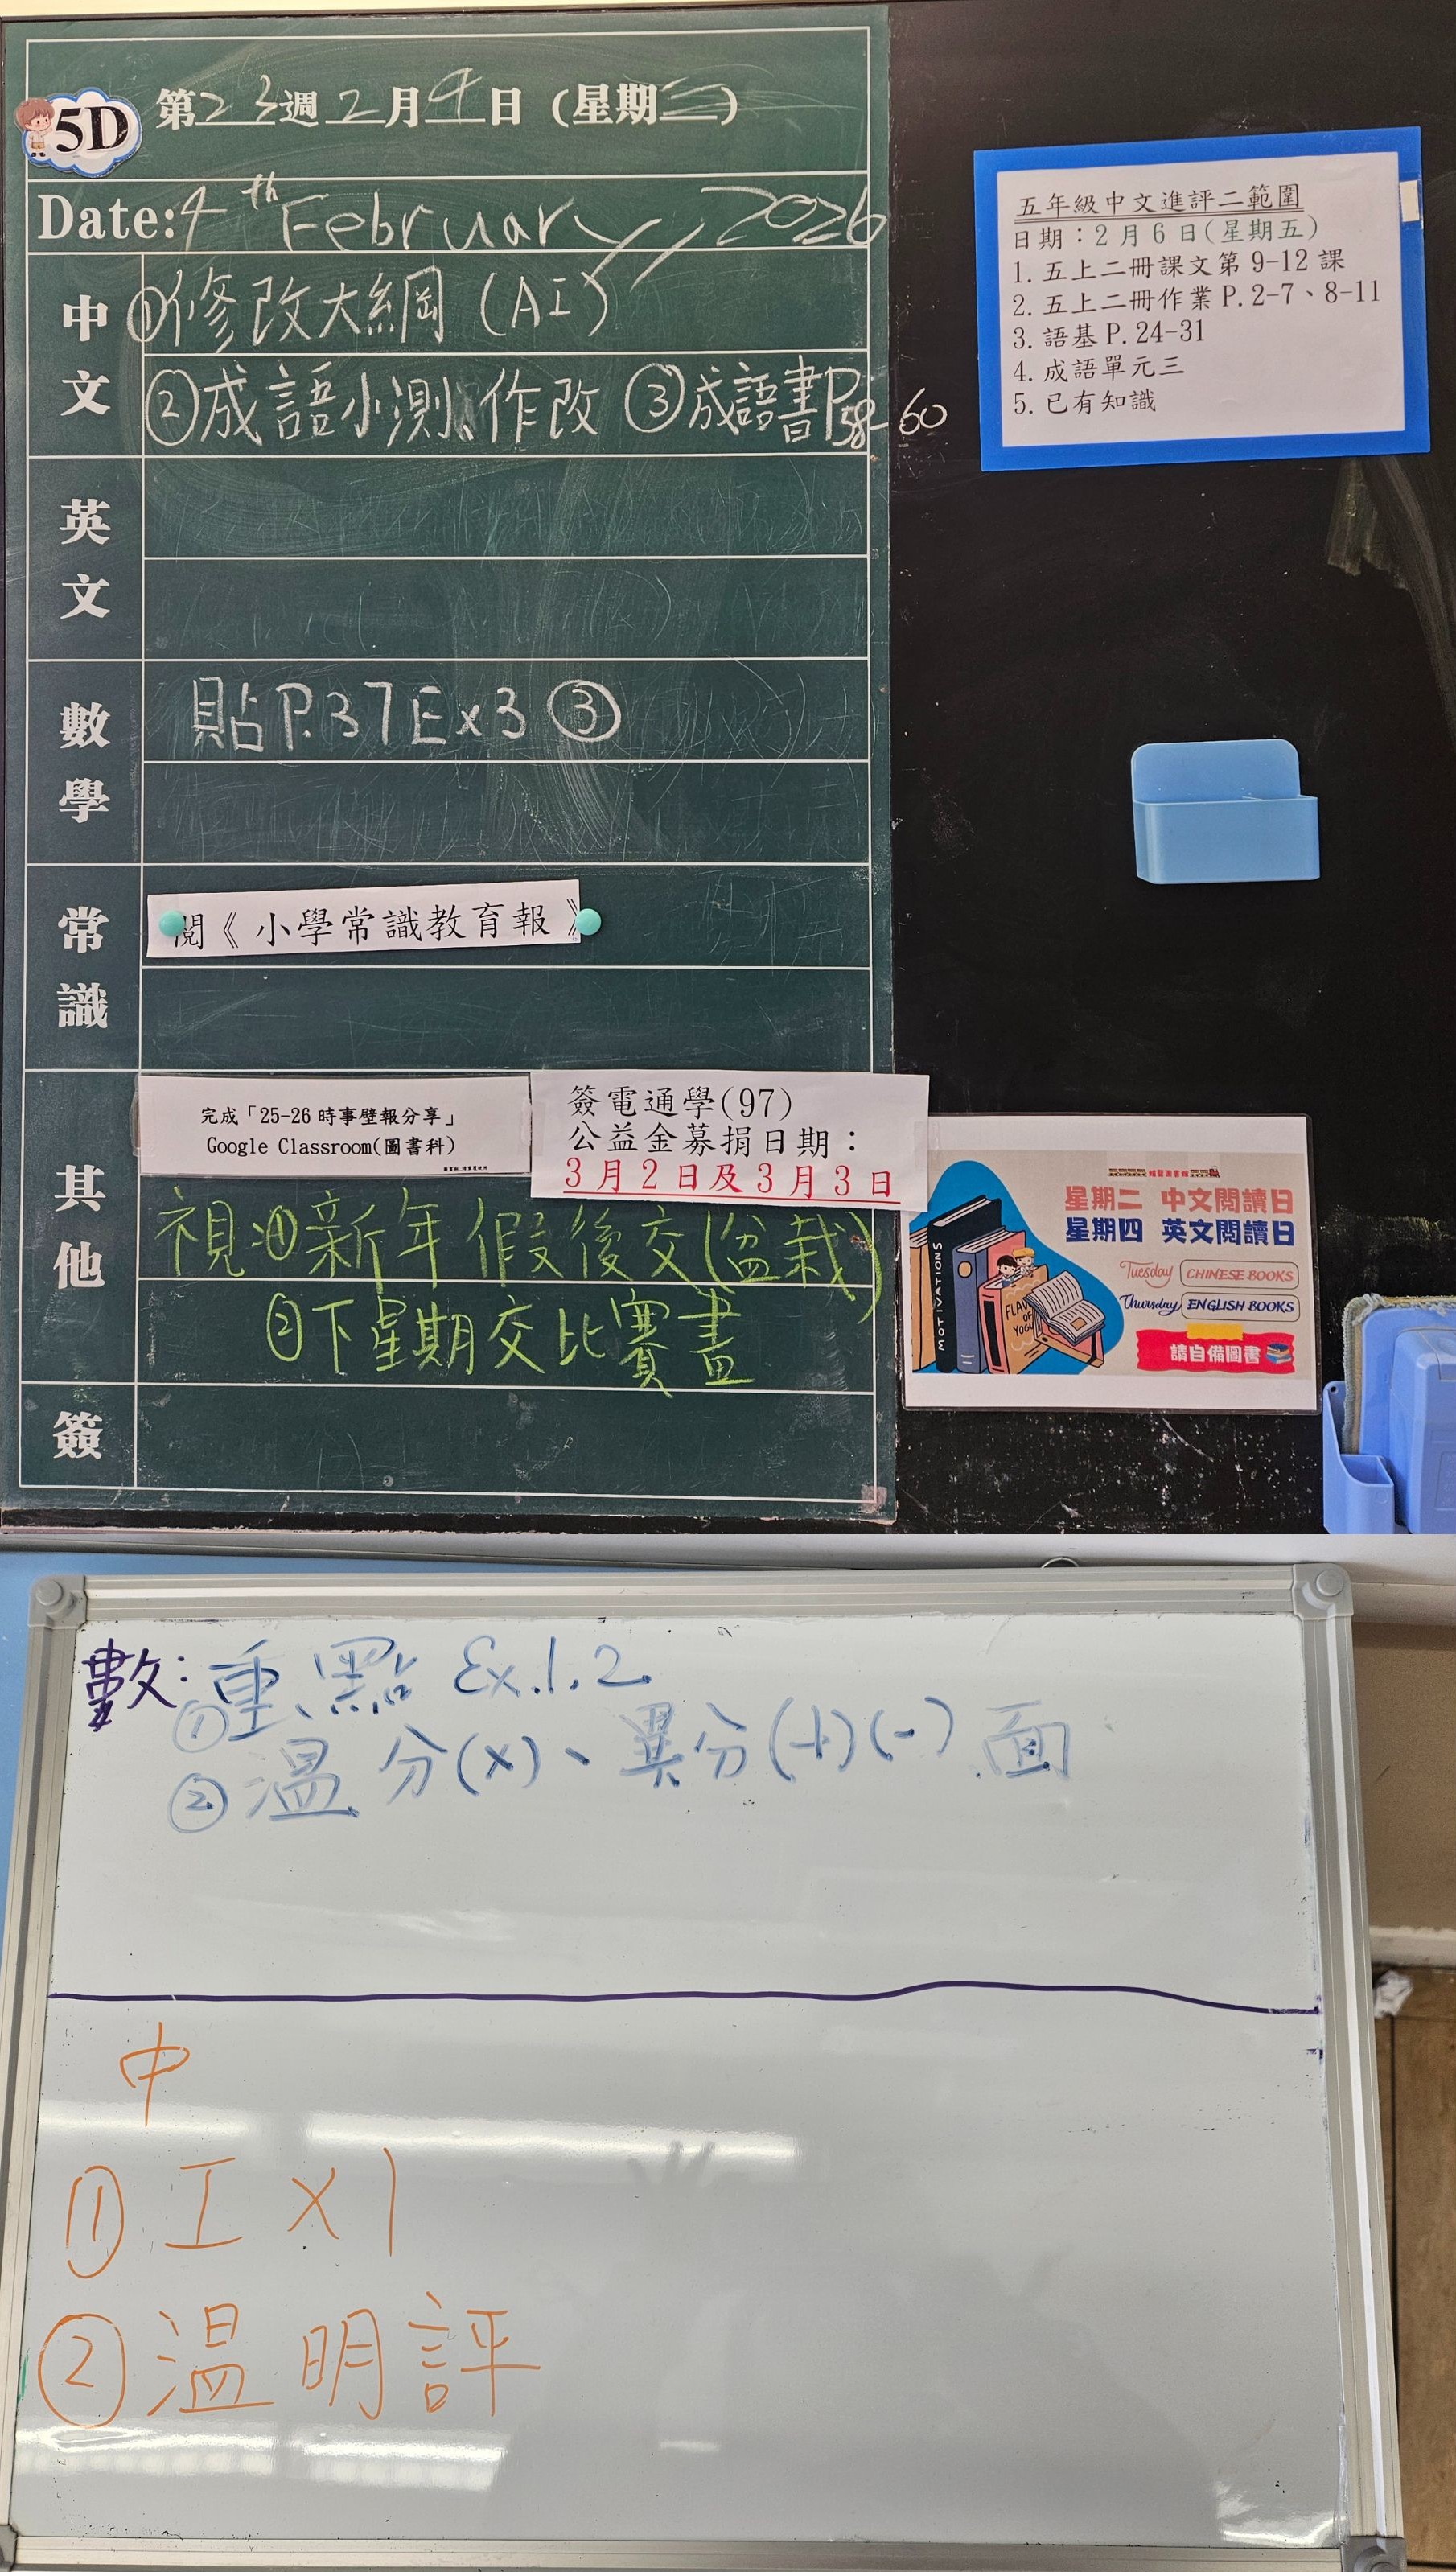 5D
第23週2月4日(星期三)
Date:4th February, 2026
中文
①修改大綱(AI)
②成語小測、作改 ③成語書P.58-60
英文
數學
貼P.37Ex3③
常識
閱《小學常識教育報》
其他
完成「25-26時事壁報分享」
Google Classroom(圖書科)
簽電通學(97)
公益金募捐日期:
3月2日及3月3日
視:①新年假後交(盆栽)
②下星期交比賽畫
簽
五年級中文進評二範圍
日期:2月6日(星期五)
1.五上二冊課文第9-12課
2.五上二冊作業P.2-7、8-11
3.語基P.24-31
4.成語單元三
5.已有知識
星期二 中文閱讀日
星期四 英文閱讀日
Tuesday CHINESE BOOKS
Thursday ENGLISH BOOKS
請自備圖書
MOTIVATIONS
數:①重點 Ex.1.2
②溫 分(x)、異分(+)(-).面
中
①工x1
②溫明評